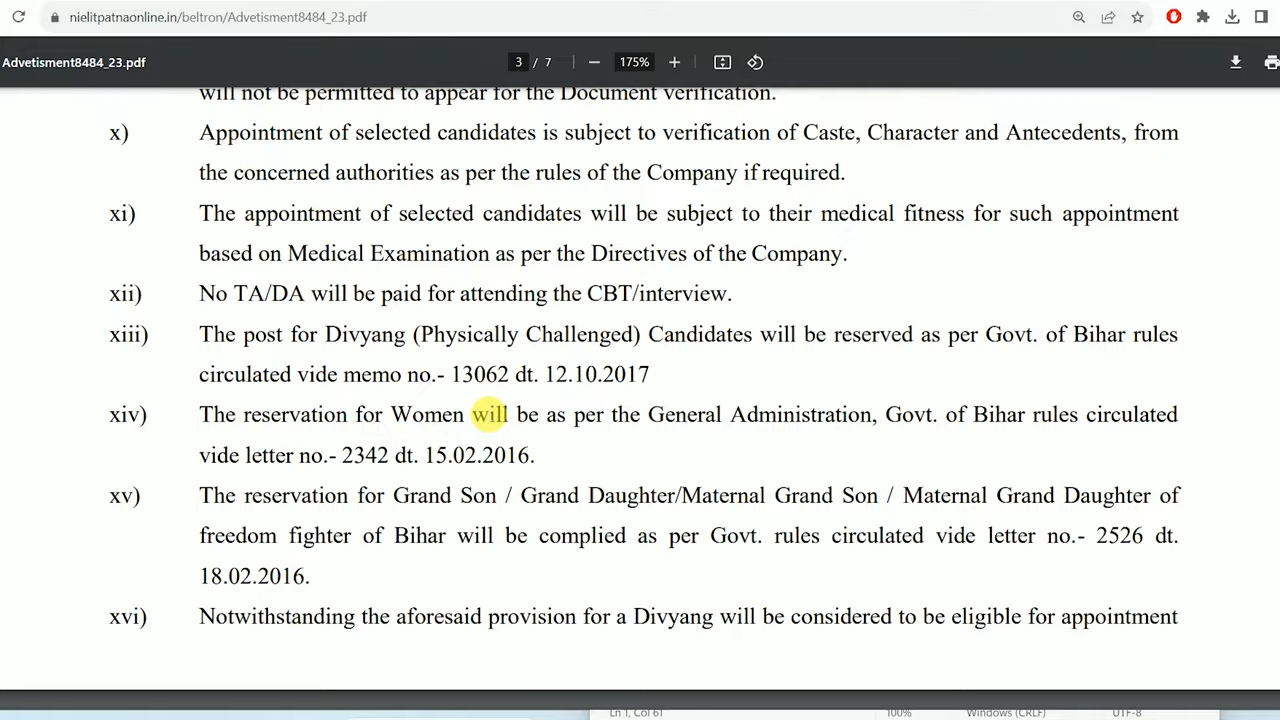 nielitpatnaonline.in/beltron/Advetisment8484_23.pdf
Advetisment8484_23.pdf 3 / 7 175%
will not be permitted to appear for the Document verification.
x) Appointment of selected candidates is subject to verification of Caste, Character and Antecedents, from
the concerned authorities as per the rules of the Company if required.
xi) The appointment of selected candidates will be subject to their medical fitness for such appointment
based on Medical Examination as per the Directives of the Company.
xii) No TA/DA will be paid for attending the CBT/interview.
xiii) The post for Divyang (Physically Challenged) Candidates will be reserved as per Govt. of Bihar rules
circulated vide memo no.- 13062 dt. 12.10.2017
xiv) The reservation for Women will be as per the General Administration, Govt. of Bihar rules circulated
vide letter no.- 2342 dt. 15.02.2016.
xv) The reservation for Grand Son / Grand Daughter/Maternal Grand Son / Maternal Grand Daughter of
freedom fighter of Bihar will be complied as per Govt. rules circulated vide letter no.- 2526 dt.
18.02.2016.
xvi) Notwithstanding the aforesaid provision for a Divyang will be considered to be eligible for appointment
Ln 1, Col 61 100% Windows (CRLF) UTF-8